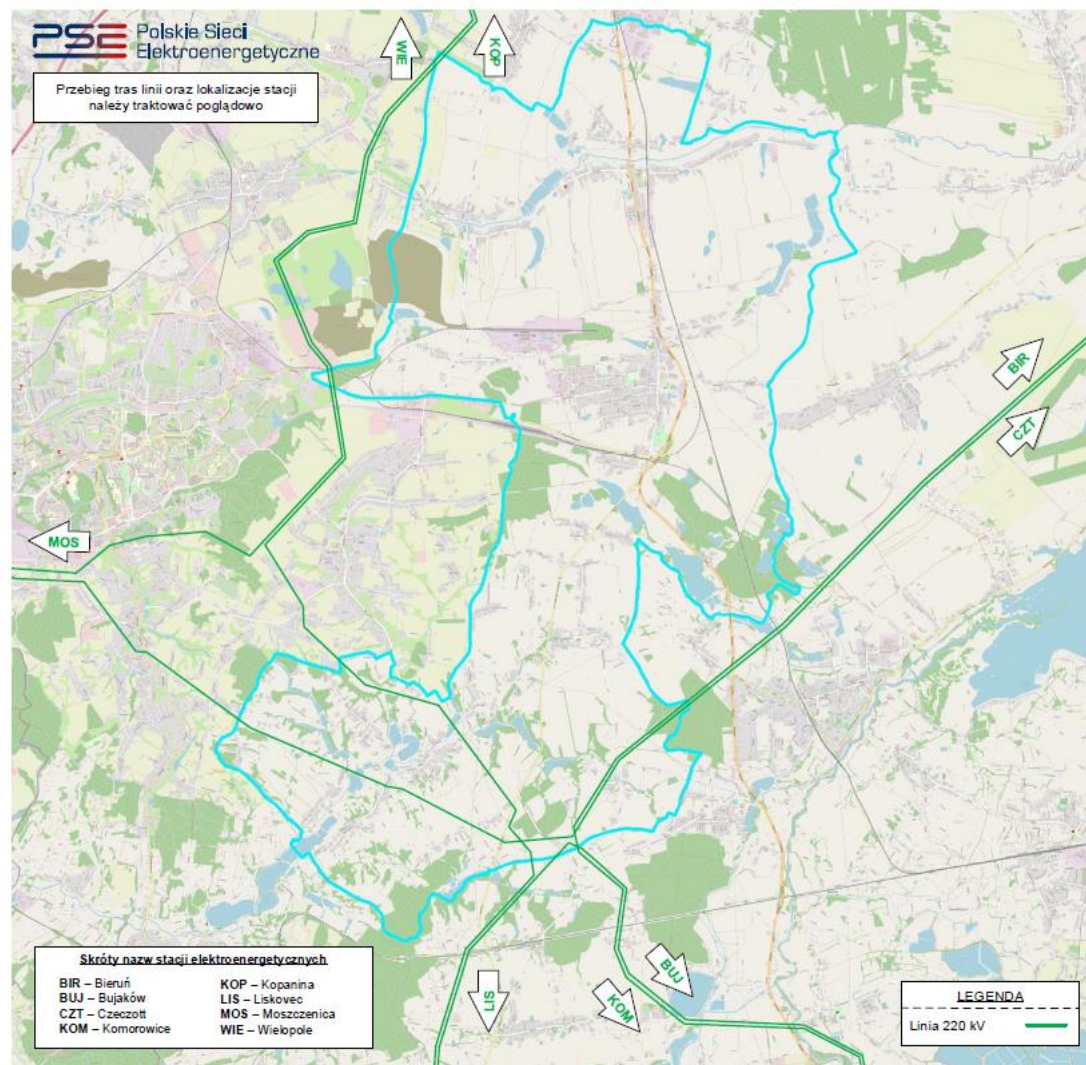 PSE Polskie Sieci
Elektroenergetyczne
Przebieg tras linii oraz lokalizacje stacji
należy traktować poglądowo
WIE
KOP
BIR
CZT
MOS
LIS
KOM
BUJ
Skróty nazw stacji elektroenergetycznych
BIR – Bieruń
BUJ – Bujaków
CZT – Czeczott
KOM – Komorowice
KOP – Kopanina
LIS – Liskovec
MOS – Moszczenica
WIE – Wielopole
LEGENDA
Linia 220 kV